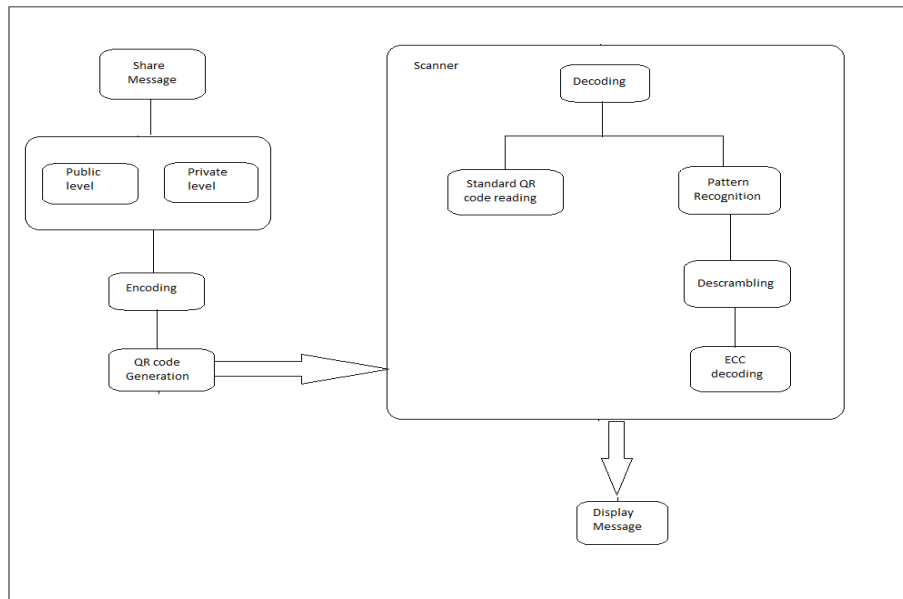 Share
Message
Public
level
Private
level
Encoding
QR code
Generation
Scanner
Decoding
Standard QR
code reading
Pattern
Recognition
Descrambling
ECC
decoding
Display
Message